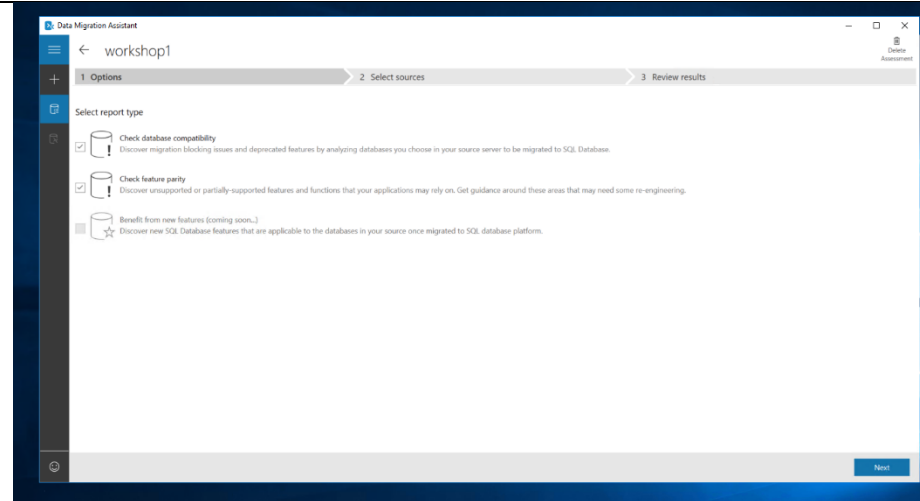 Data Migration Assistant
workshop1
Delete
Assessment
1 Options
2 Select sources
3 Review results
Select report type
Check database compatibility
Discover migration blocking issues and deprecated features by analyzing databases you choose in your source server to be migrated to SQL Database.
Check feature parity
Discover unsupported or partially-supported features and functions that your applications may rely on. Get guidance around these areas that may need some re-engineering.
Benefit from new features (coming soon...)
Discover new SQL Database features that are applicable to the databases in your source once migrated to SQL database platform.
Next